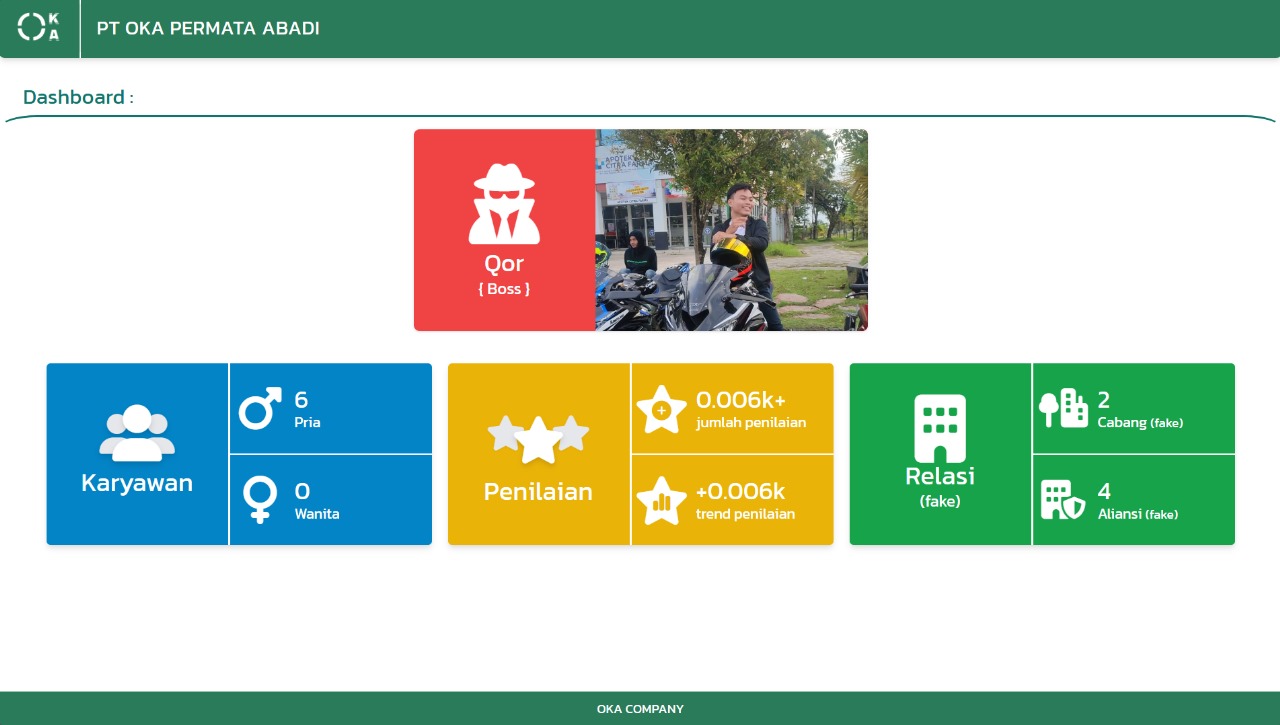 OKA
PT OKA PERMATA ABADI
Dashboard :
APOTEK
CITRA FARMA
Qor
{ Boss }
Karyawan
6
Pria
0
Wanita
Penilaian
0.006k+
jumlah penilaian
+0.006k
trend penilaian
Relasi
(fake)
2
Cabang (fake)
4
Aliansi (fake)
OKA COMPANY